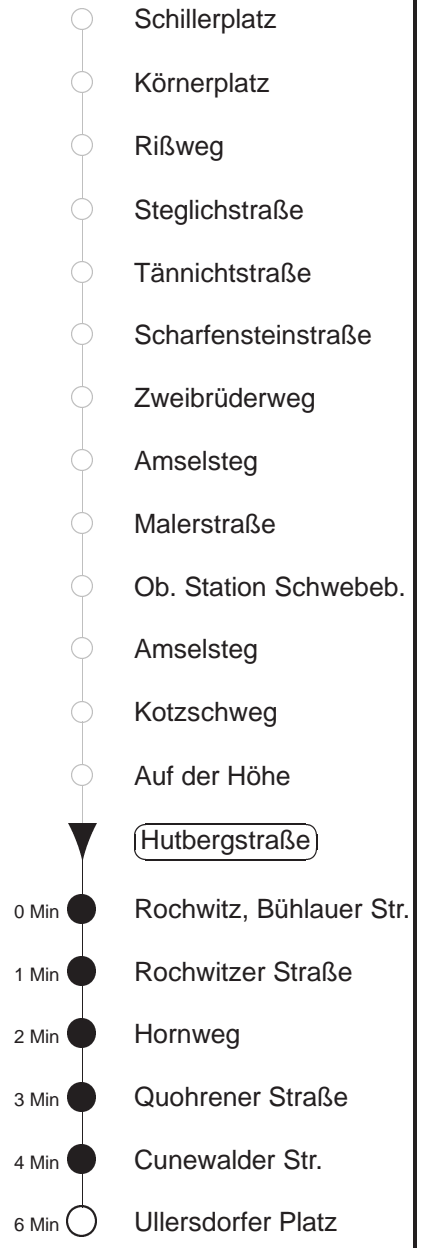 Schillerplatz
Körnerplatz
Rißweg
Steglichstraße
Tännichtstraße
Scharfensteinstraße
Zweibrüderweg
Amselsteg
Malerstraße
Ob. Station Schwebeb.
Amselsteg
Kotzschweg
Auf der Höhe
Hutbergstraße
0 Min Rochwitz, Bühlauer Str.
1 Min Rochwitzer Straße
2 Min Hornweg
3 Min Quohrener Straße
4 Min Cunewalder Str.
6 Min Ullersdorfer Platz